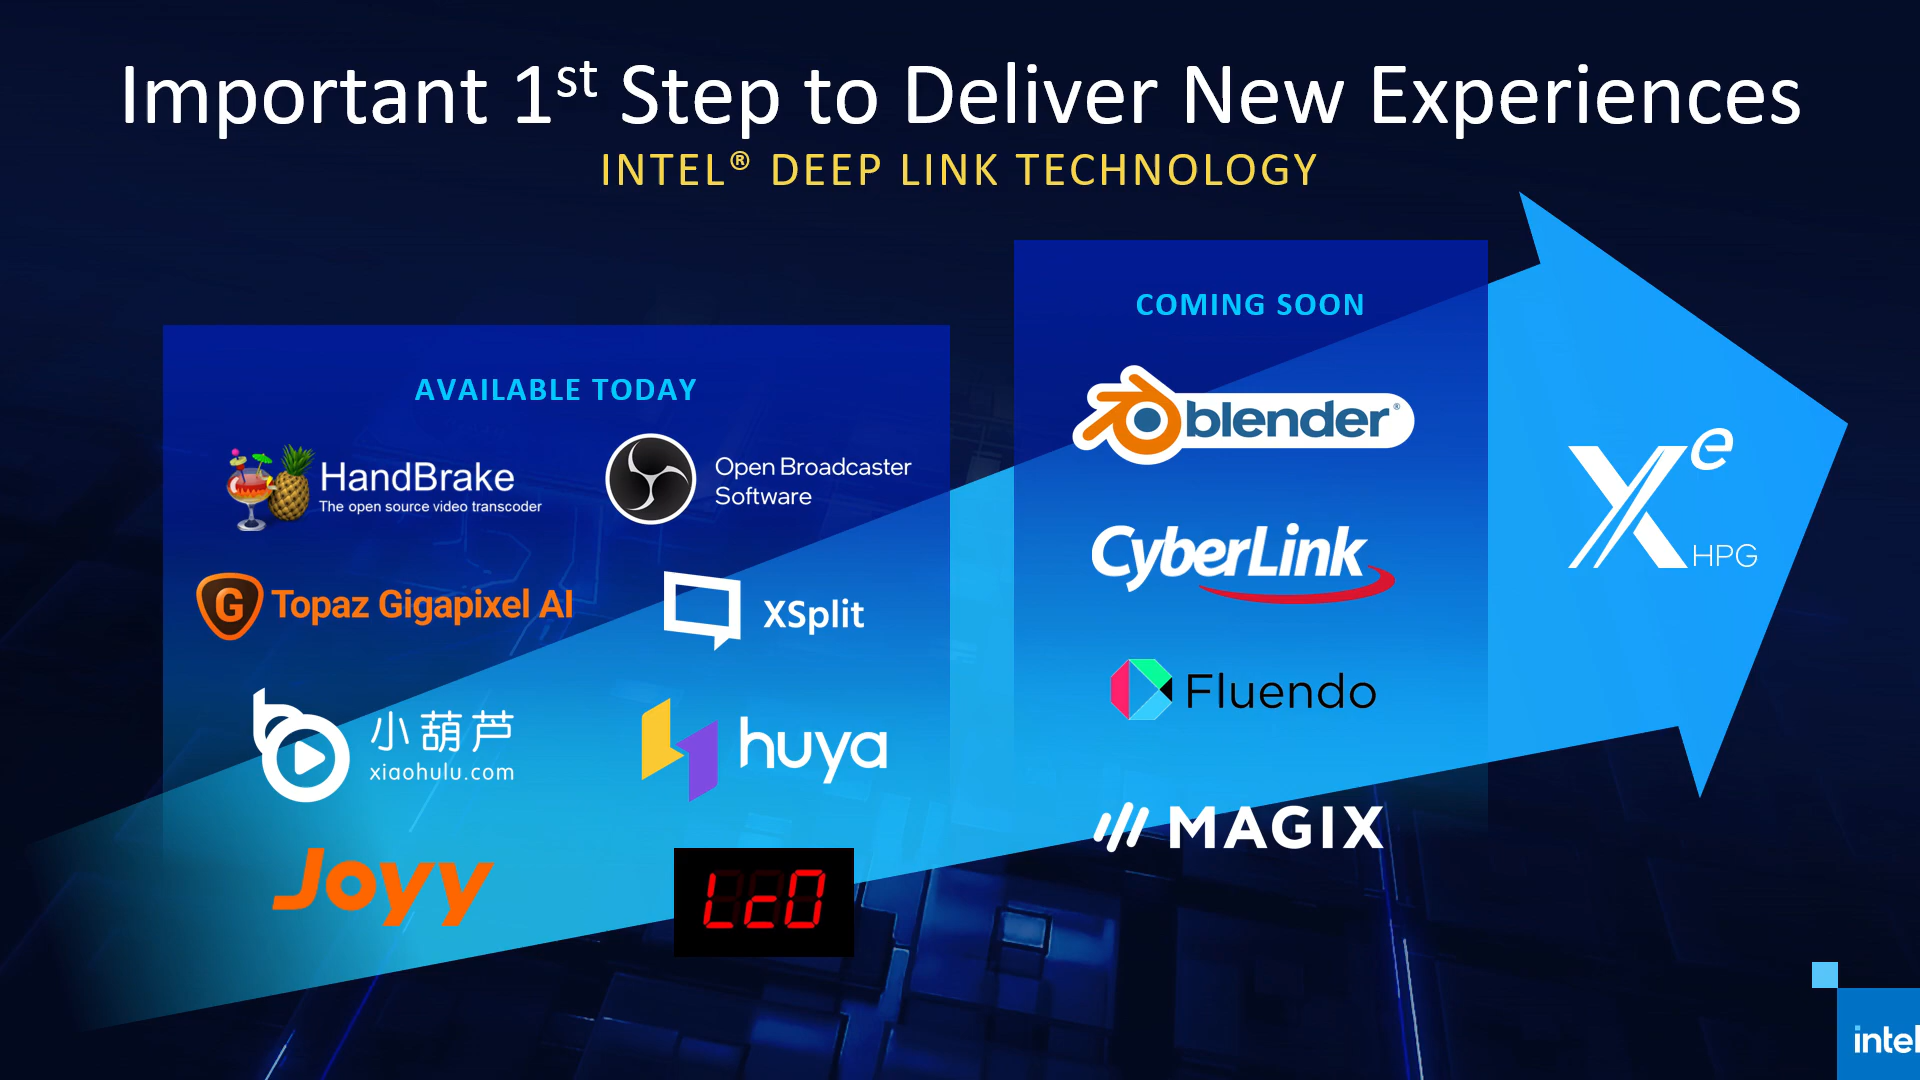 Important 1st Step to Deliver New Experiences
INTEL® DEEP LINK TECHNOLOGY
AVAILABLE TODAY
HandBrake
The open source video transcoder
Open Broadcaster
Software
G Topaz Gigapixel AI
XSplit
小葫芦
xiaohulu.com
huya
Joyy
Lc0
COMING SOON
blender®
CyberLink
Fluendo
MAGIX
Xe
HPG
intel